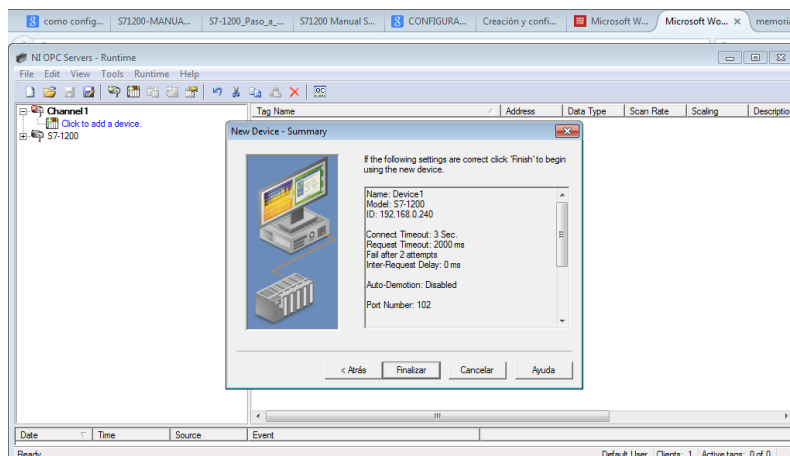 como config...
S71200-MANUA...
S7-1200_Paso_a_...
S71200 Manual S...
CONFIGURA...
Creación y confi...
Microsoft W...
Microsoft Wo... ×
memoria
NI OPC Servers - Runtime
File Edit View Tools Runtime Help
Channel1
Click to add a device.
S7-1200
Tag Name / Address Data Type Scan Rate Scaling Descriptio
New Device - Summary
If the following settings are correct click 'Finish' to begin
using the new device.
Name: Device1
Model: S7-1200
ID: 192.168.0.240
Connect Timeout: 3 Sec.
Request Timeout: 2000 ms
Fail after 2 attempts
Inter-Request Delay: 0 ms
Auto-Demotion: Disabled
Port Number: 102
< Atrás Finalizar Cancelar Ayuda
Date Time Source Event
Ready Default User Clients: 1 Active tags: 0 of 0